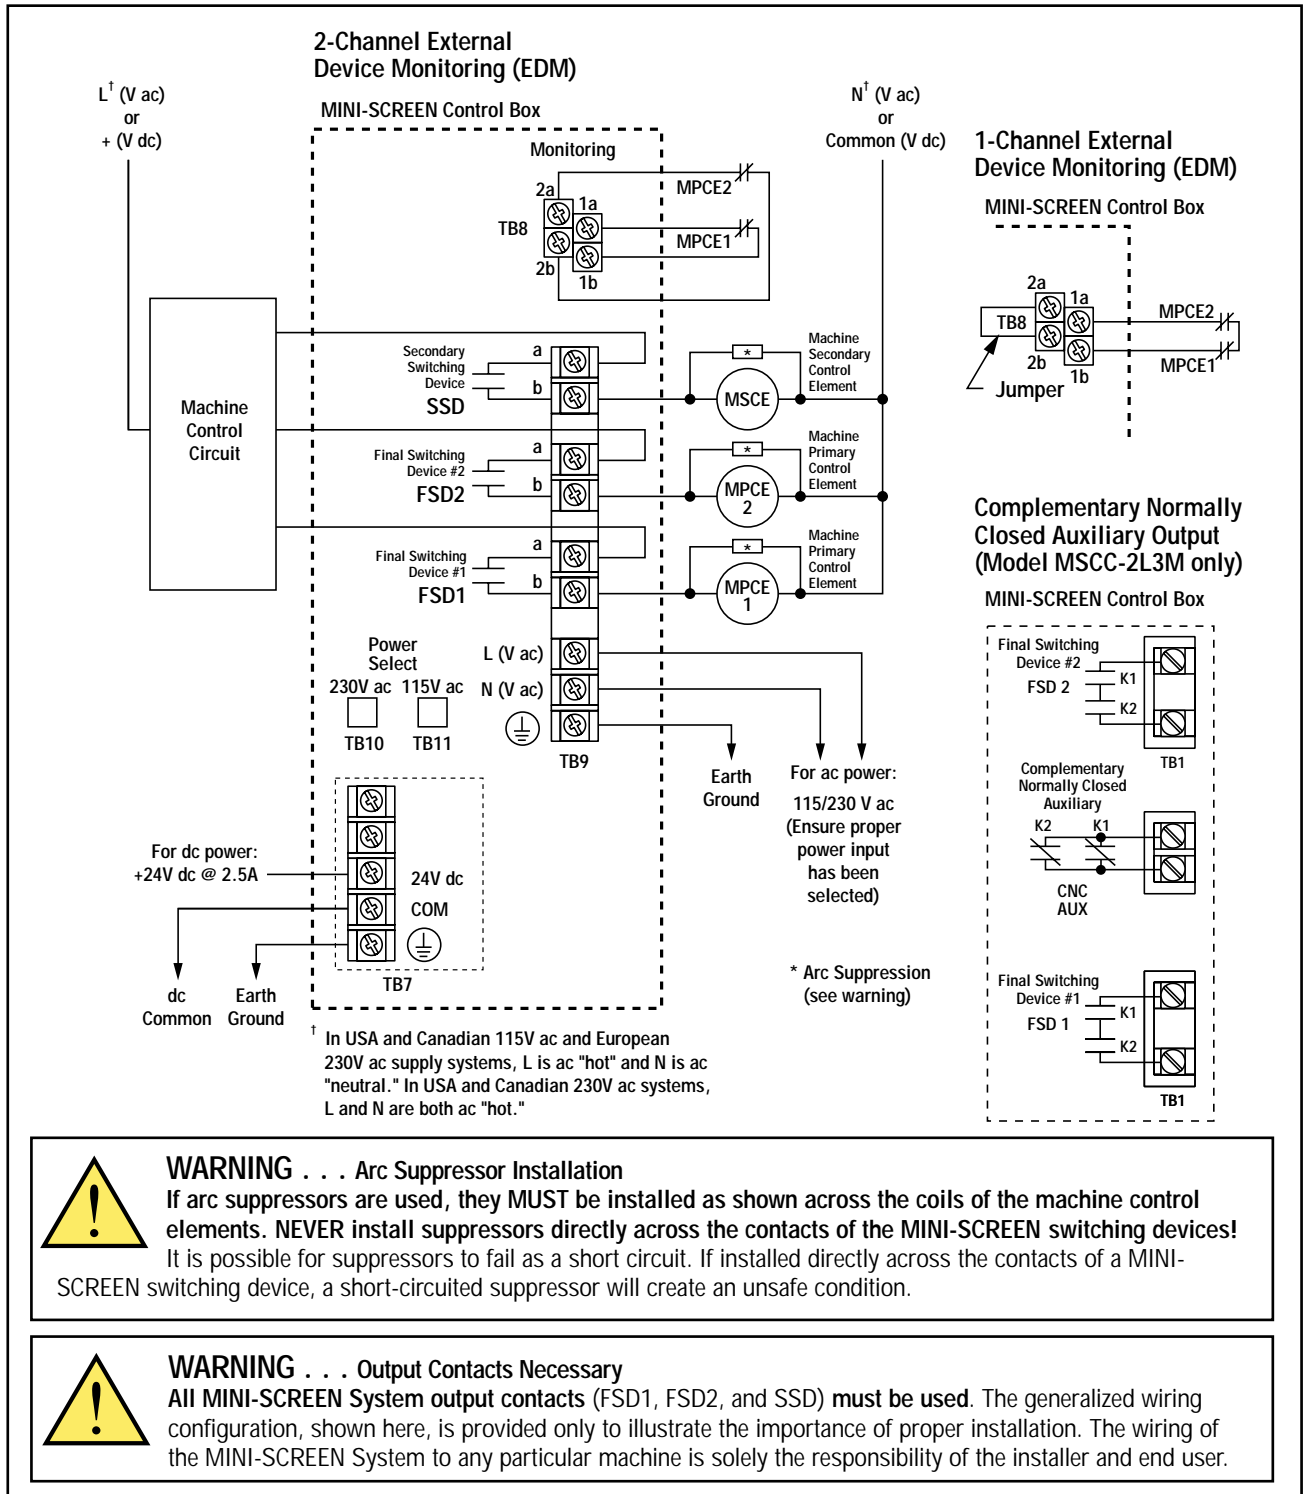 2-Channel External
Device Monitoring (EDM)
MINI-SCREEN Control Box
L† (V ac)
or
+ (V dc)
N† (V ac)
or
Common (V dc)
Monitoring
2a
1a
TB8
2b
1b
MPCE2
MPCE1
Machine
Control
Circuit
Secondary
Switching
Device
SSD
a
b
Final Switching
Device #2
FSD2
a
b
Final Switching
Device #1
FSD1
a
b
*
MSCE
Machine
Secondary
Control
Element
*
MPCE
2
Machine
Primary
Control
Element
*
MPCE
1
Machine
Primary
Control
Element
Power
Select
230V ac 115V ac
TB10 TB11
L (V ac)
N (V ac)
TB9
Earth
Ground
For ac power:
115/230 V ac
(Ensure proper
power input
has been
selected)
For dc power:
+24V dc @ 2.5A
24V dc
COM
TB7
dc
Common
Earth
Ground
* Arc Suppression
(see warning)
† In USA and Canadian 115V ac and European
230V ac supply systems, L is ac "hot" and N is ac
"neutral." In USA and Canadian 230V ac systems,
L and N are both ac "hot."
1-Channel External
Device Monitoring (EDM)
MINI-SCREEN Control Box
2a
1a
TB8
2b
1b
MPCE2
MPCE1
Jumper
Complementary Normally
Closed Auxiliary Output
(Model MSCC-2L3M only)
MINI-SCREEN Control Box
Final Switching
Device #2
FSD 2
K1
K2
TB1
Complementary
Normally Closed
Auxiliary
K2 K1
CNC
AUX
Final Switching
Device #1
FSD 1
K1
K2
TB1
WARNING . . . Arc Suppressor Installation
If arc suppressors are used, they MUST be installed as shown across the coils of the machine control
elements. NEVER install suppressors directly across the contacts of the MINI-SCREEN switching devices!
It is possible for suppressors to fail as a short circuit. If installed directly across the contacts of a MINI-
SCREEN switching device, a short-circuited suppressor will create an unsafe condition.
WARNING . . . Output Contacts Necessary
All MINI-SCREEN System output contacts (FSD1, FSD2, and SSD) must be used. The generalized wiring
configuration, shown here, is provided only to illustrate the importance of proper installation. The wiring of
the MINI-SCREEN System to any particular machine is solely the responsibility of the installer and end user.